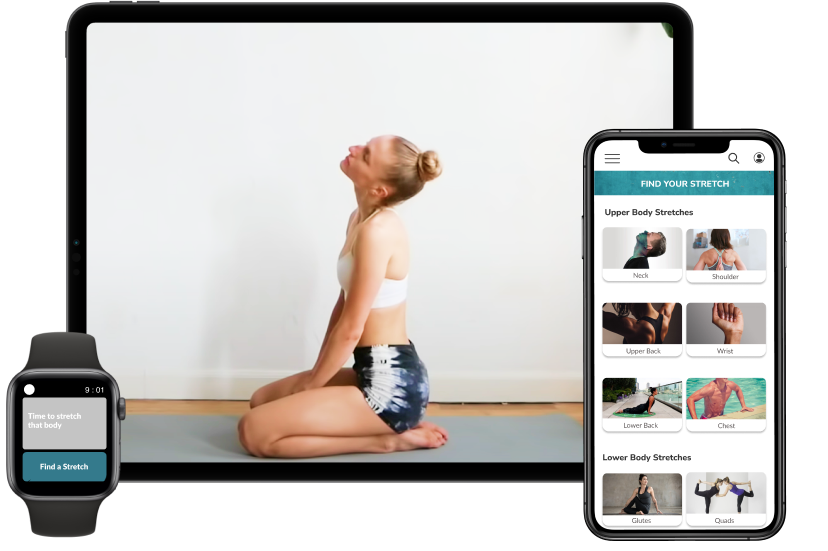 9 : 01
Time to stretch
that body
Find a Stretch
FIND YOUR STRETCH
Upper Body Stretches
Neck
Shoulder
Upper Back
Wrist
Lower Back
Chest
Lower Body Stretches
Glutes
Quads